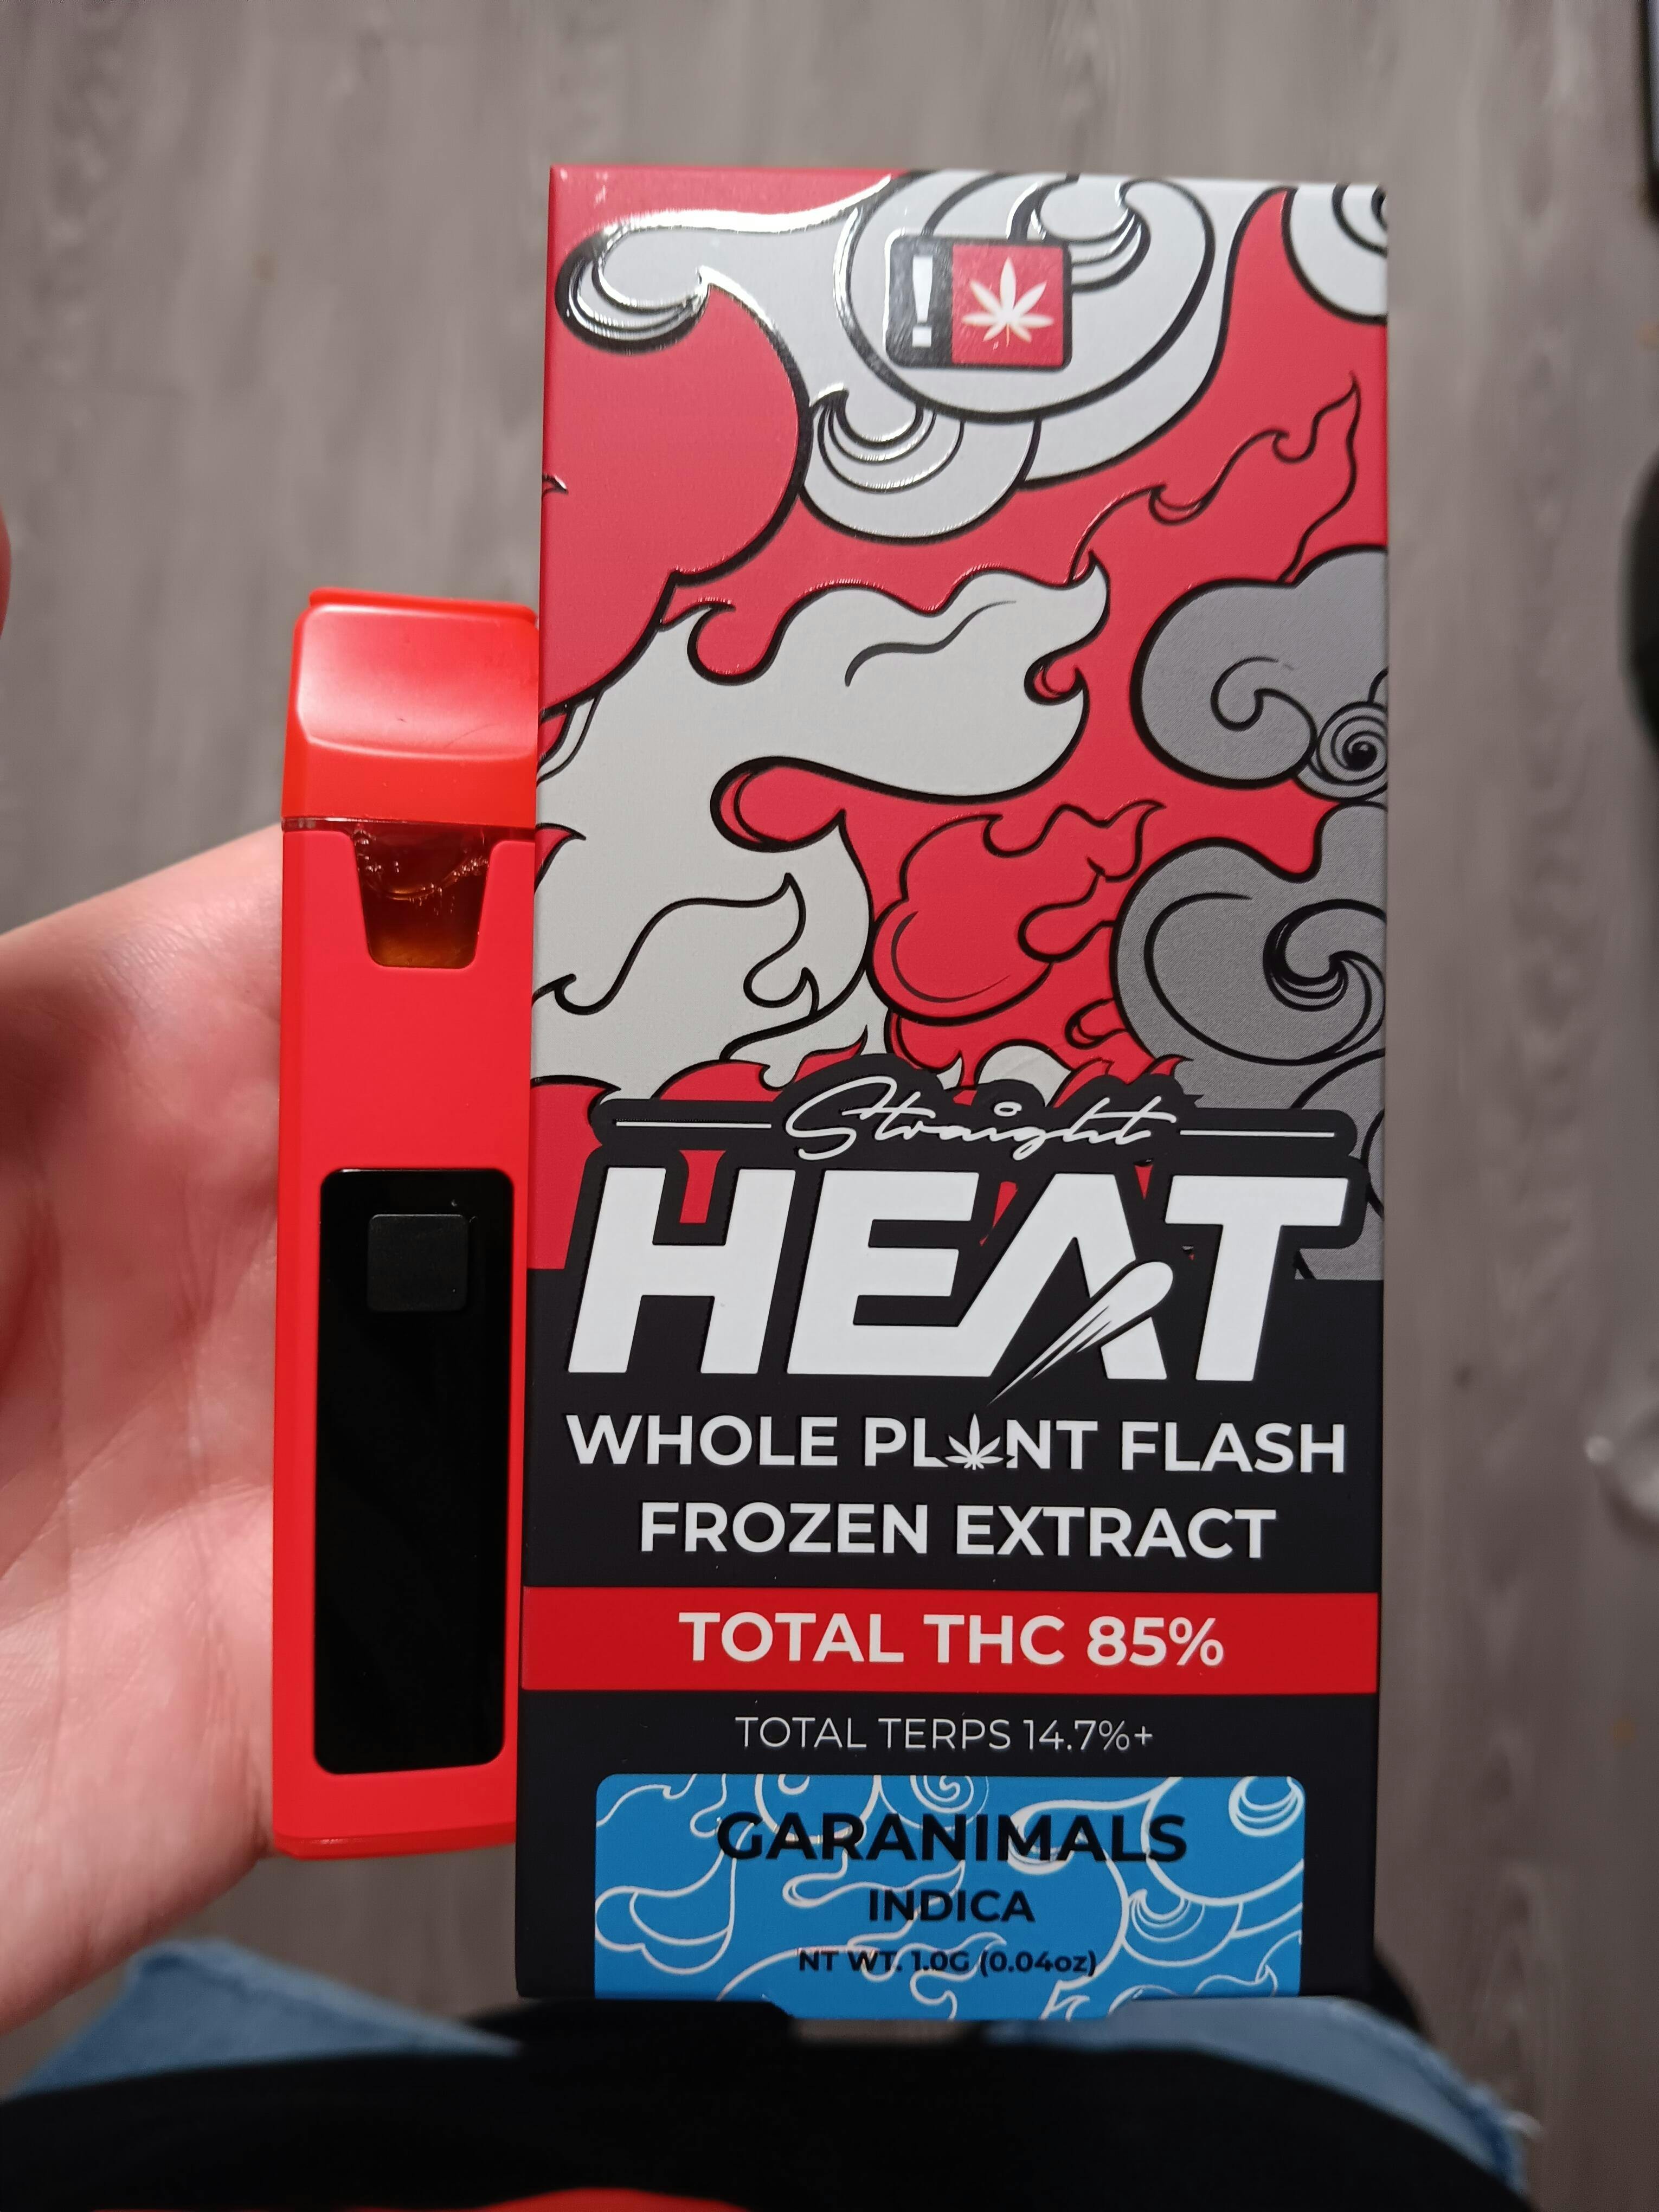 !
Straight
HEAT
WHOLE PLANT FLASH
FROZEN EXTRACT
TOTAL THC 85%
TOTAL TERPS 14.7%+
GARANIMALS
INDICA
NT WT. 1.0G (0.04oz)